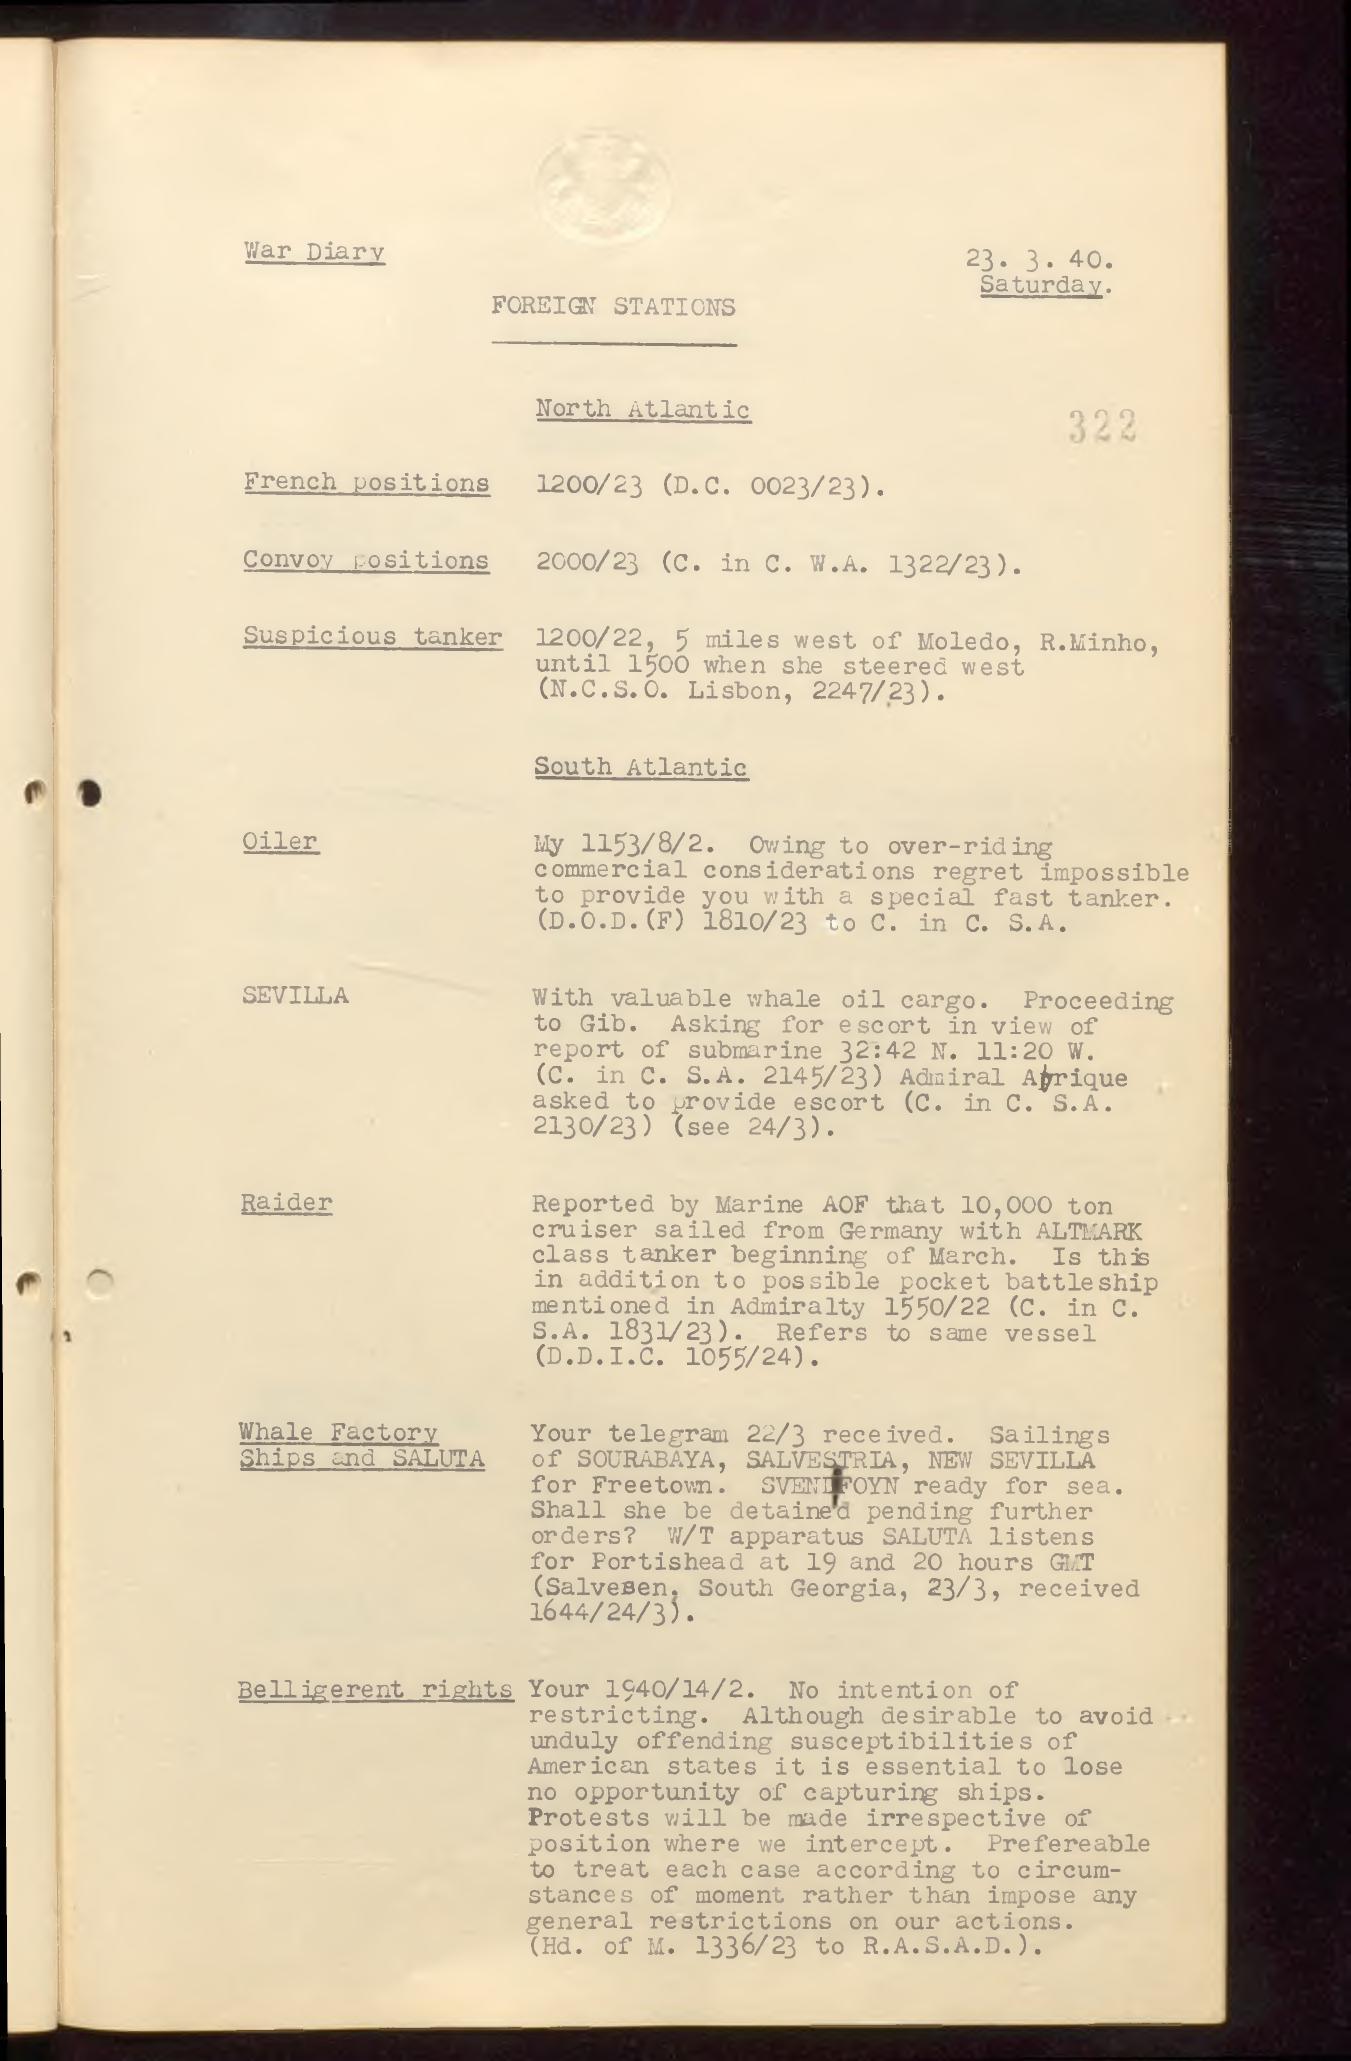 War Diary
23. 3. 40.
Saturday.
FOREIGN STATIONS
North Atlantic
322
French positions 1200/23 (D.C. 0023/23).
Convoy positions 2000/23 (C. in C. W.A. 1322/23).
Suspicious tanker 1200/22, 5 miles west of Moledo, R.Minho,
until 1500 when she steered west
(N.C.S.O. Lisbon, 2247/23).
South Atlantic
Oiler My 1153/8/2. Owing to over-riding
commercial considerations regret impossible
to provide you with a special fast tanker.
(D.O.D.(F) 1810/23 to C. in C. S.A.
SEVILLA With valuable whale oil cargo. Proceeding
to Gib. Asking for escort in view of
report of submarine 32:42 N. 11:20 W.
(C. in C. S.A. 2145/23) Admiral Afrique
asked to provide escort (C. in C. S.A.
2130/23) (see 24/3).
Raider Reported by Marine AOF that 10,000 ton
cruiser sailed from Germany with ALTMARK
class tanker beginning of March. Is this
in addition to possible pocket battleship
mentioned in Admiralty 1550/22 (C. in C.
S.A. 1831/23). Refers to same vessel
(D.D.I.C. 1055/24).
Whale Factory Your telegram 22/3 received. Sailings
Ships and SALUTA of SOURABAYA, SALVESTRIA, NEW SEVILLA
for Freetown. SVEND FOYN ready for sea.
Shall she be detained pending further
orders? W/T apparatus SALUTA listens
for Portishead at 19 and 20 hours GMT
(Salvesen, South Georgia, 23/3, received
1644/24/3).
Belligerent rights Your 1940/14/2. No intention of
restricting. Although desirable to avoid
unduly offending susceptibilities of
American states it is essential to lose
no opportunity of capturing ships.
Protests will be made irrespective of
position where we intercept. Prefereable
to treat each case according to circum-
stances of moment rather than impose any
general restrictions on our actions.
(Hd. of M. 1336/23 to R.A.S.A.D.).